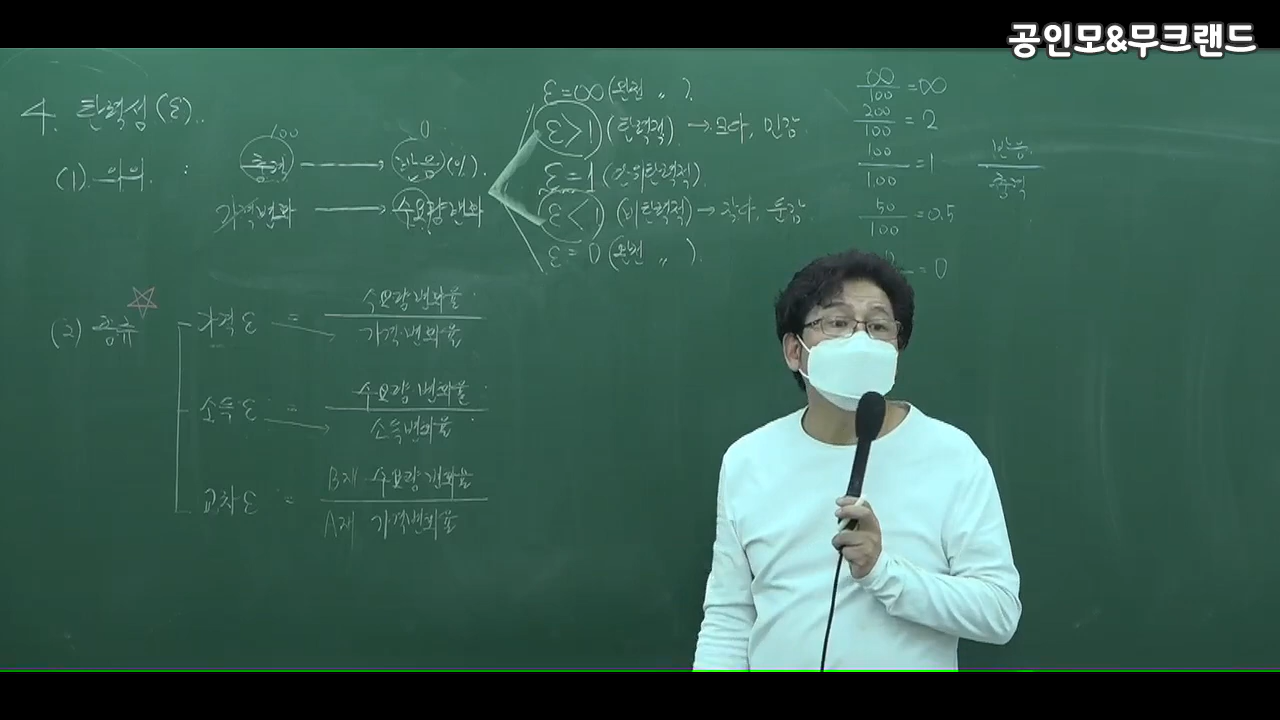 공인모&무크랜드
4. 탄력성(ε).
(1). 의의 :
100 0
충격 → 반응(%).
가격변화 → 수요량변화
ε=∞(완전 〃 ).
ε>1 (탄력적) → 크다, 민감
ε=1 (단위탄력적)
ε<1 (비탄력적) → 작다, 둔감
ε=0 (완전 〃 ).
∞/100 =∞
200/100 =2
100/100 =1
50/100 =0.5
=0
반응/충격
(2) 종류 ☆
가격ε = 수요량변화율/가격변화율
소득ε = 수요량변화율/소득변화율
교차ε = B재 수요량변화율/A재 가격변화율